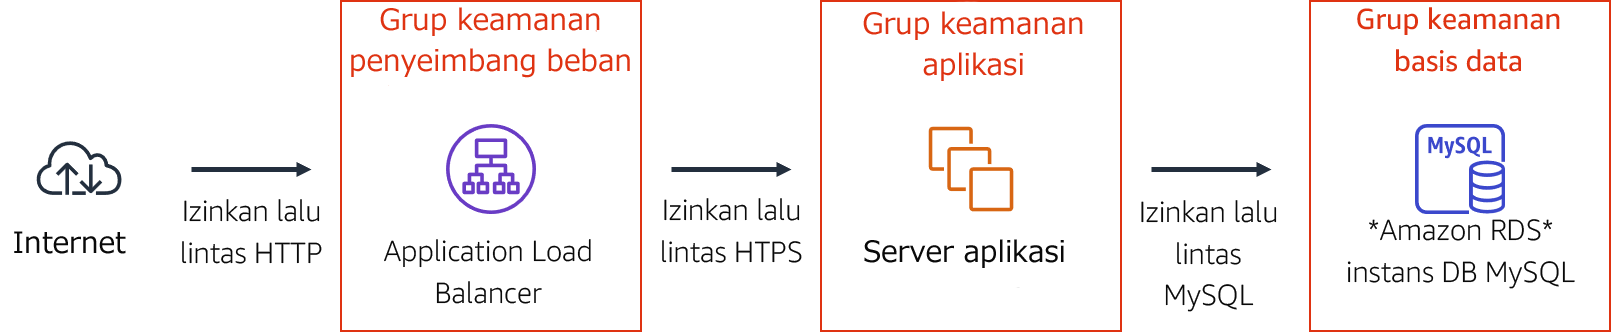 Internet
Izinkan lalu
lintas HTTP
Grup keamanan
penyeimbang beban
Application Load
Balancer
Izinkan lalu
lintas HTPS
Grup keamanan
aplikasi
Server aplikasi
Izinkan lalu
lintas
MySQL
Grup keamanan
basis data
MySQL
*Amazon RDS*
instans DB MySQL